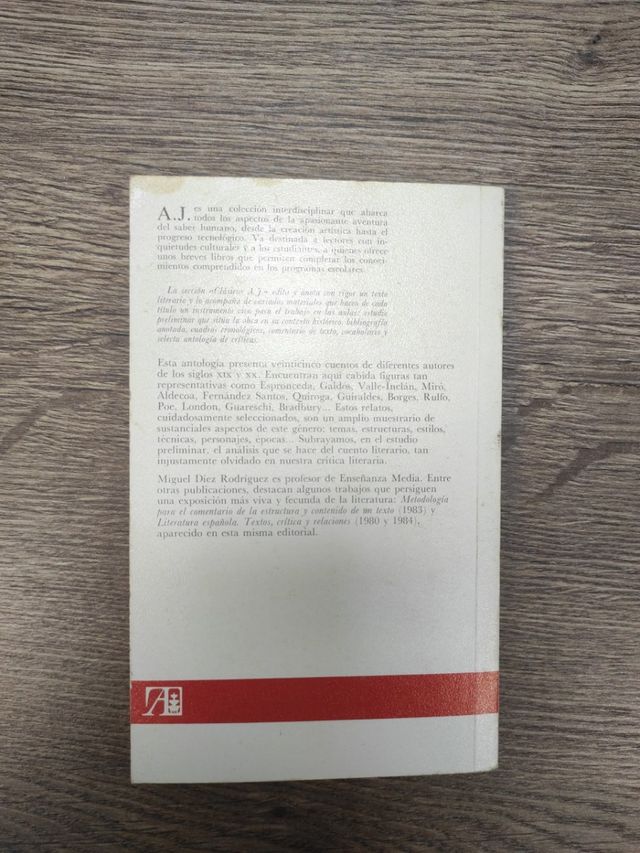 A.J. es una colección interdisciplinar que abarca
todos los aspectos de la apasionante aventura
del saber humano, desde la creación artística hasta el
progreso tecnológico. Va destinada a lectores con in-
quietudes culturales y a los estudiantes, a quienes ofrece
unos breves libros que permiten completar los conoci-
mientos comprendidos en los programas escolares.
La sección «Clásicos A.J.» edita y anota con rigor un texto
literario y lo acompaña de variados materiales que hacen de cada
título un instrumento vivo para el trabajo en las aulas: estudio
preliminar que sitúa la obra en su contexto histórico, bibliografía
anotada, cuadros cronológicos, comentario de texto, vocabulario y
selecta antología de críticas.
Esta antología presenta veinticinco cuentos de diferentes autores
de los siglos XIX y XX. Encuentran aquí cabida figuras tan
representativas como Espronceda, Galdós, Valle-Inclán, Miró,
Aldecoa, Fernández Santos, Quiroga, Güiraldes, Borges, Rulfo,
Poe, London, Guareschi, Bradbury... Estos relatos,
cuidadosamente seleccionados, son un amplio muestrario de
sustanciales aspectos de este género: temas, estructuras, estilos,
técnicas, personajes, épocas... Subrayamos, en el estudio
preliminar, el análisis que se hace del cuento literario, tan
injustamente olvidado en nuestra crítica literaria.
Miguel Díez Rodríguez es profesor de Enseñanza Media. Entre
otras publicaciones, destacan algunos trabajos que persiguen
una exposición más viva y fecunda de la literatura: Metodología
para el comentario de la estructura y contenido de un texto (1983) y
Literatura española. Textos, crítica y relaciones (1980 y 1984),
aparecido en esta misma editorial.
A